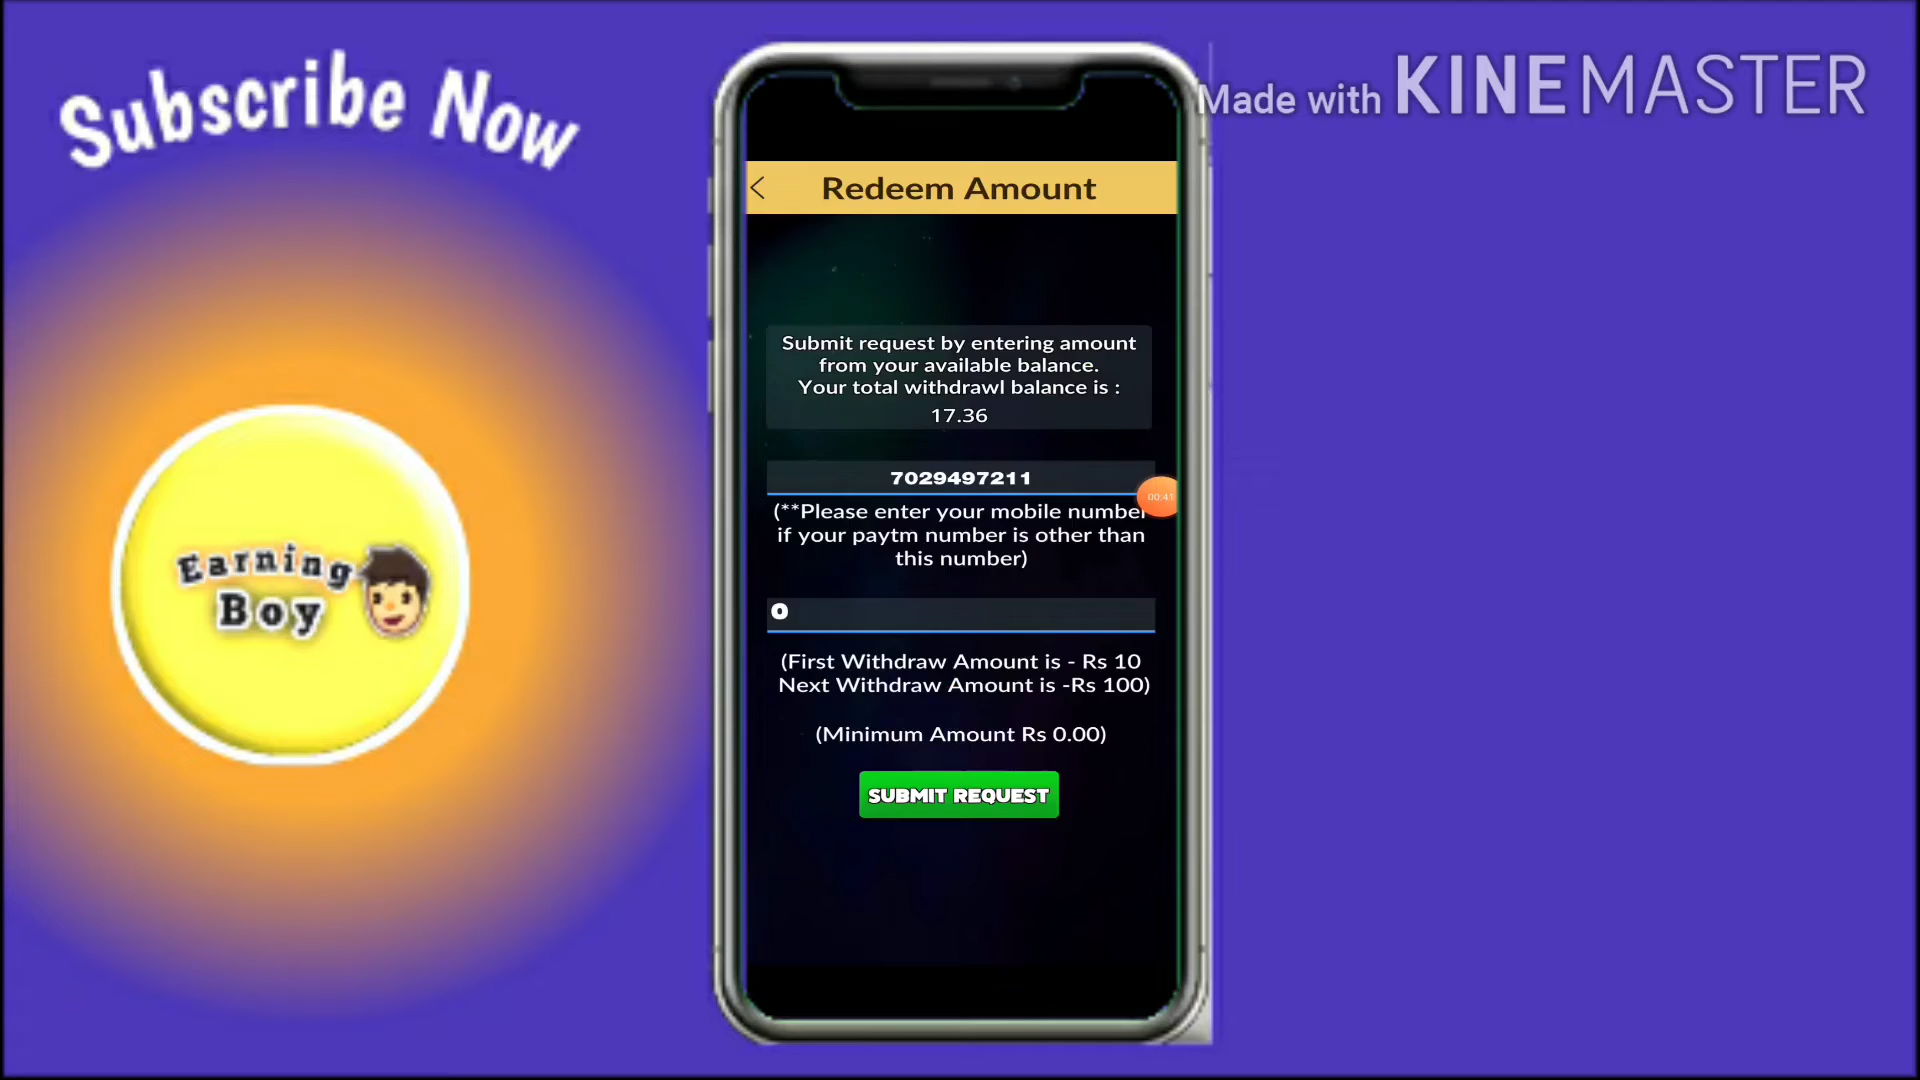 Subscribe Now
Made with KINEMASTER
Redeem Amount
Submit request by entering amount
from your available balance.
Your total withdrawl balance is :
17.36
7029497211
00:41
(**Please enter your mobile number
if your paytm number is other than
this number)
0
(First Withdraw Amount is - Rs 10
Next Withdraw Amount is -Rs 100)
(Minimum Amount Rs 0.00)
SUBMIT REQUEST
Earning
Boy